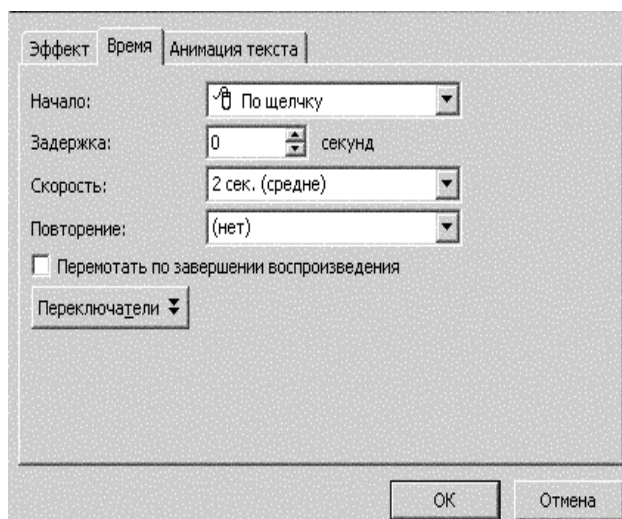 Эффект Время Анимация текста
Начало: По щелчку
Задержка: 0 секунд
Скорость: 2 сек. (средне)
Повторение: (нет)
Перемотать по завершении воспроизведения
Переключатели
ОК Отмена